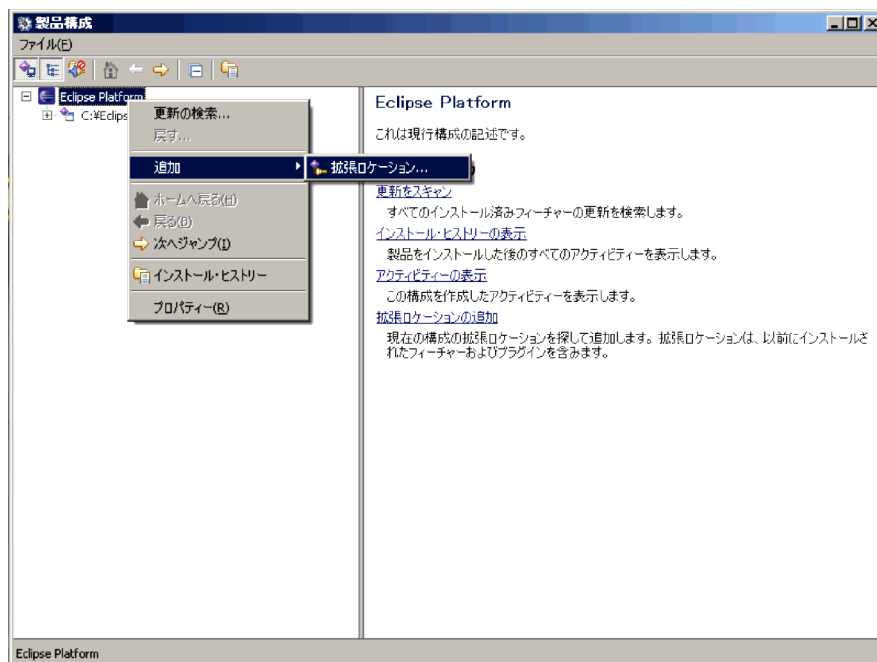 製品構成
ファイル(F)
Eclipse Platform
C:¥Eclips
更新の検索...
戻す...
追加
拡張ロケーション...
ホームへ戻る(H)
戻る(B)
次へジャンプ(I)
インストール・ヒストリー
プロパティー(R)
Eclipse Platform
これは現行構成の記述です。
更新をスキャン
すべてのインストール済みフィーチャーの更新を検索します。
インストール・ヒストリーの表示
製品をインストールした後のすべてのアクティビティーを表示します。
アクティビティーの表示
この構成を作成したアクティビティーを表示します。
拡張ロケーションの追加
現在の構成の拡張ロケーションを探して追加します。拡張ロケーションは、以前にインストールさ
れたフィーチャーおよびプラグインを含みます。
Eclipse Platform